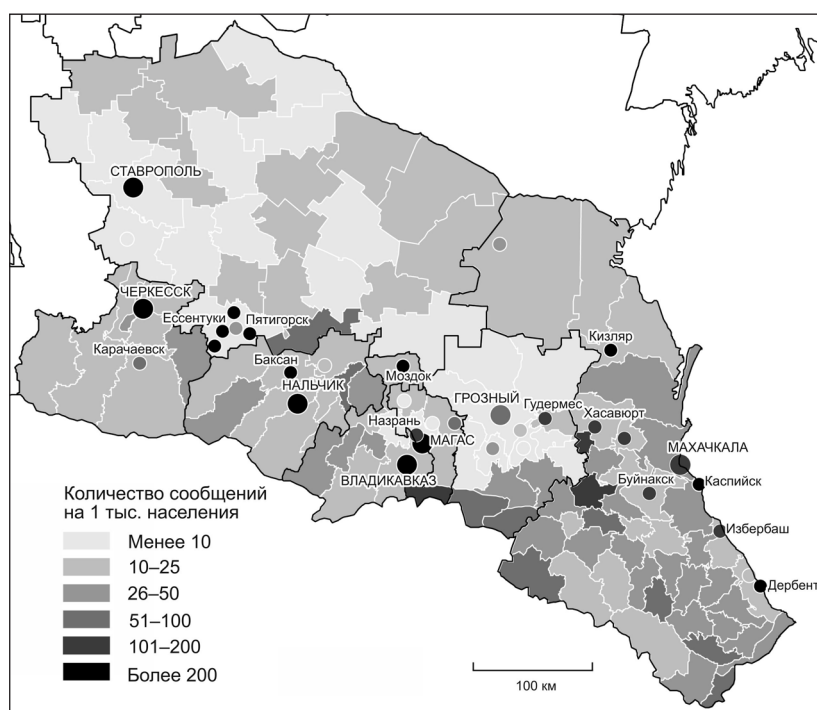 СТАВРОПОЛЬ
ЧЕРКЕССК
Ессентуки
Пятигорск
Карачаевск
Баксан
НАЛЬЧИК
Моздок
Кизляр
ГРОЗНЫЙ
Гудермес
Хасавюрт
Назрань
МАГАС
МАХАЧКАЛА
ВЛАДИКАВКАЗ
Буйнакск
Каспийск
Избербаш
Дербент
Количество сообщений
на 1 тыс. населения
Менее 10
10–25
26–50
51–100
101–200
Более 200
100 км